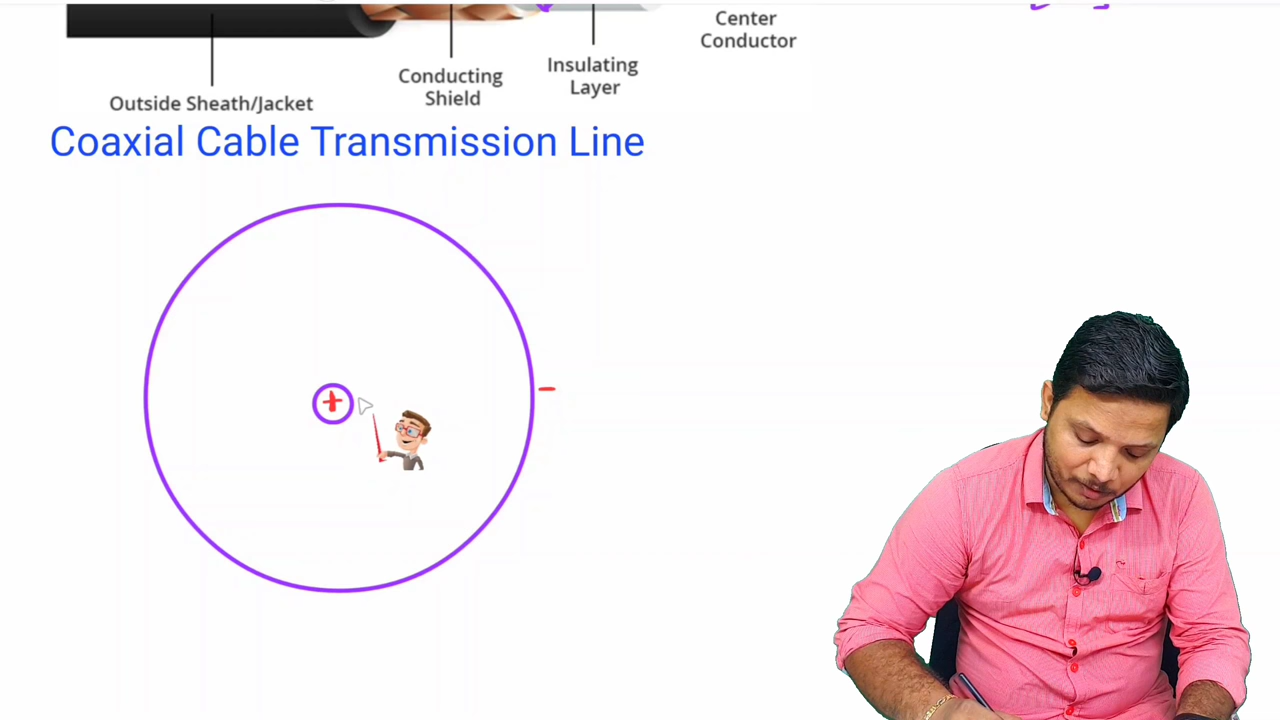 Center
Conductor
Insulating
Layer
Conducting
Shield
Outside Sheath/Jacket
Coaxial Cable Transmission Line
+
-